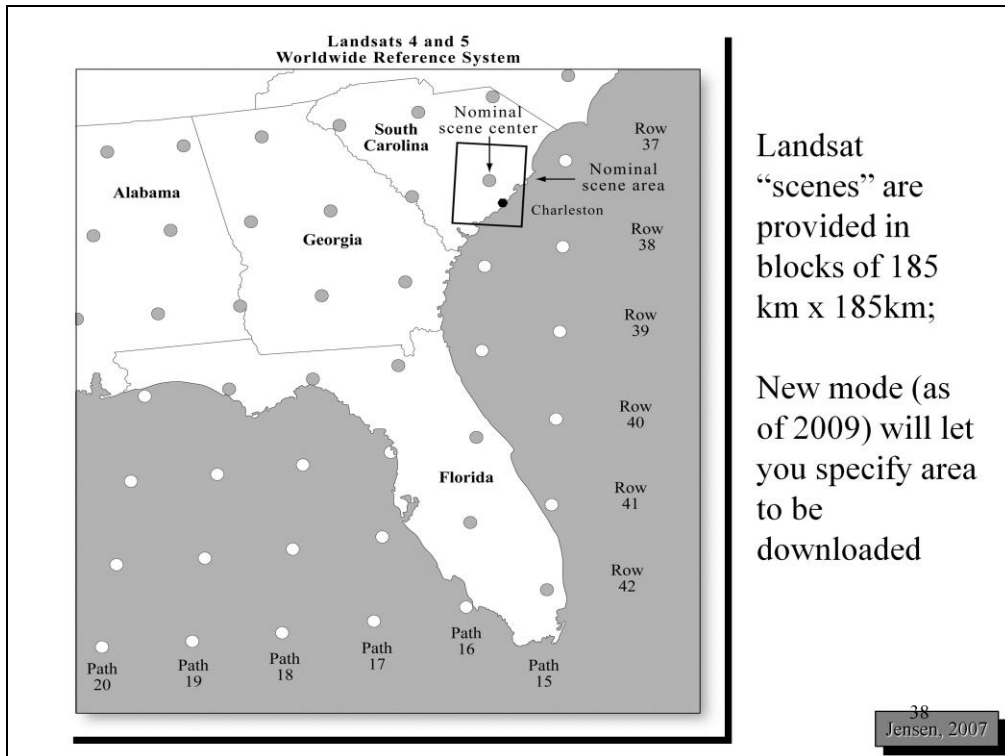 Landsats 4 and 5
Worldwide Reference System
South
Carolina
Nominal
scene center
Row
37
Nominal
scene area
Alabama
Charleston
Georgia
Row
38
Row
39
Row
40
Florida
Row
41
Row
42
Path
20
Path
19
Path
18
Path
17
Path
16
Path
15
Landsat
“scenes” are
provided in
blocks of 185
km x 185km;
New mode (as
of 2009) will let
you specify area
to be
downloaded
38
Jensen, 2007